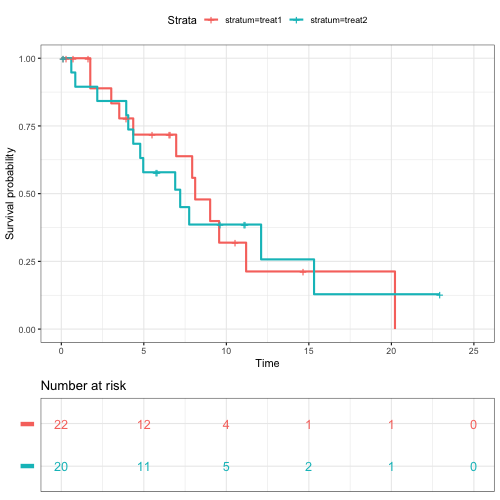 Strata stratum=treat1 stratum=treat2
Survival probability
1.00
0.75
0.50
0.25
0.00
0 5 10 15 20 25
Time
Number at risk
22 12 4 1 1 0
20 11 5 2 1 0